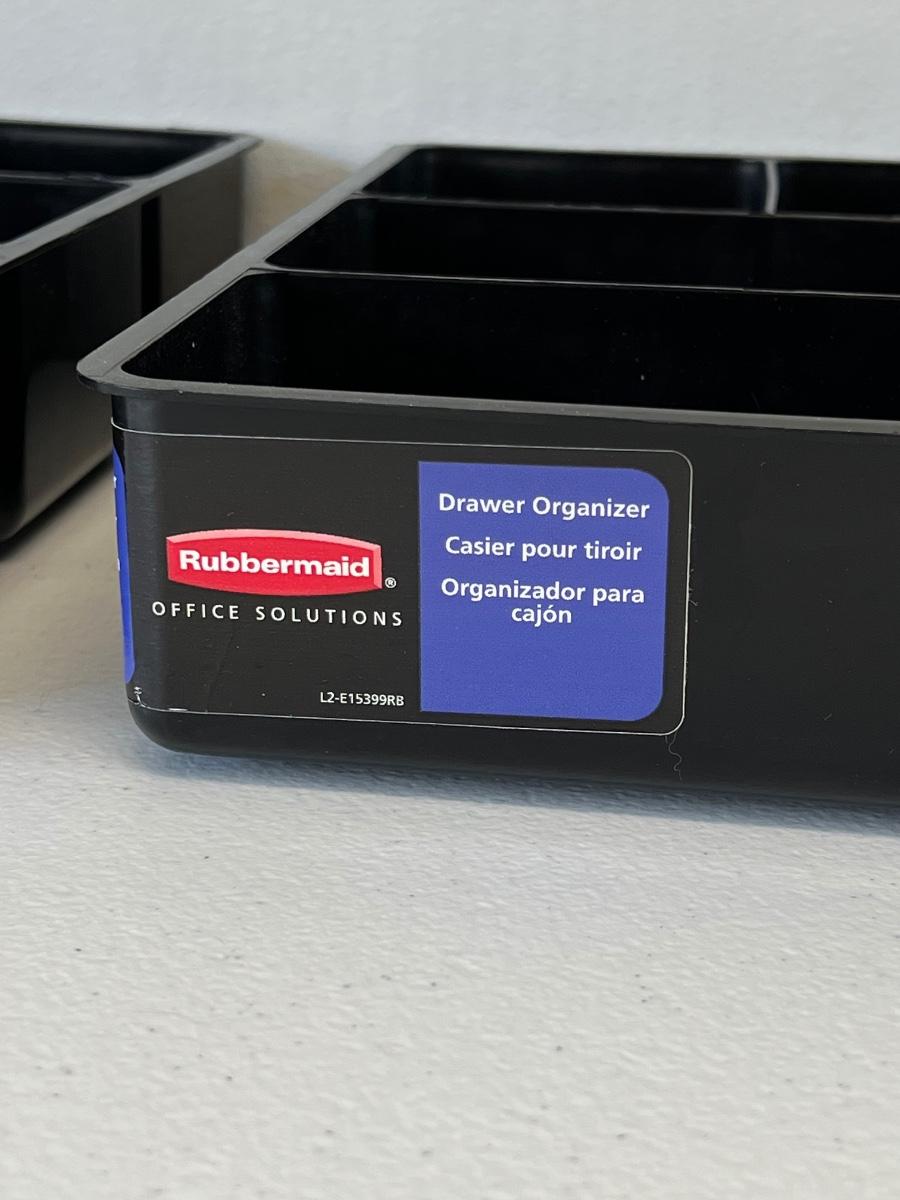 Rubbermaid®
OFFICE SOLUTIONS
L2-E15399RB
Drawer Organizer
Casier pour tiroir
Organizador para
cajón